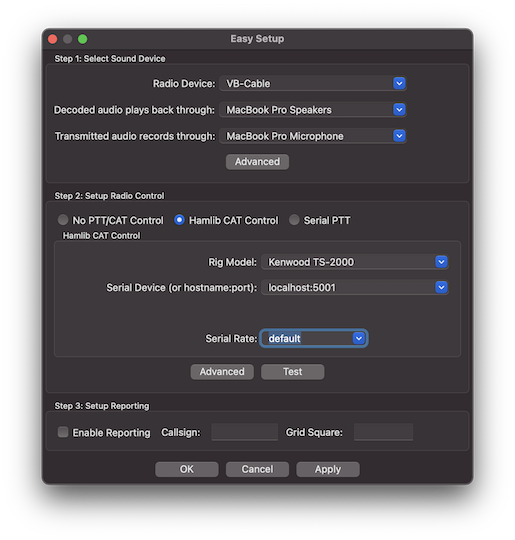 Easy Setup
Step 1: Select Sound Device
Radio Device: VB-Cable
Decoded audio plays back through: MacBook Pro Speakers
Transmitted audio records through: MacBook Pro Microphone
Advanced
Step 2: Setup Radio Control
No PTT/CAT Control Hamlib CAT Control Serial PTT
Hamlib CAT Control
Rig Model: Kenwood TS-2000
Serial Device (or hostname:port): localhost:5001
Serial Rate: default
Advanced Test
Step 3: Setup Reporting
Enable Reporting Callsign: Grid Square:
OK Cancel Apply